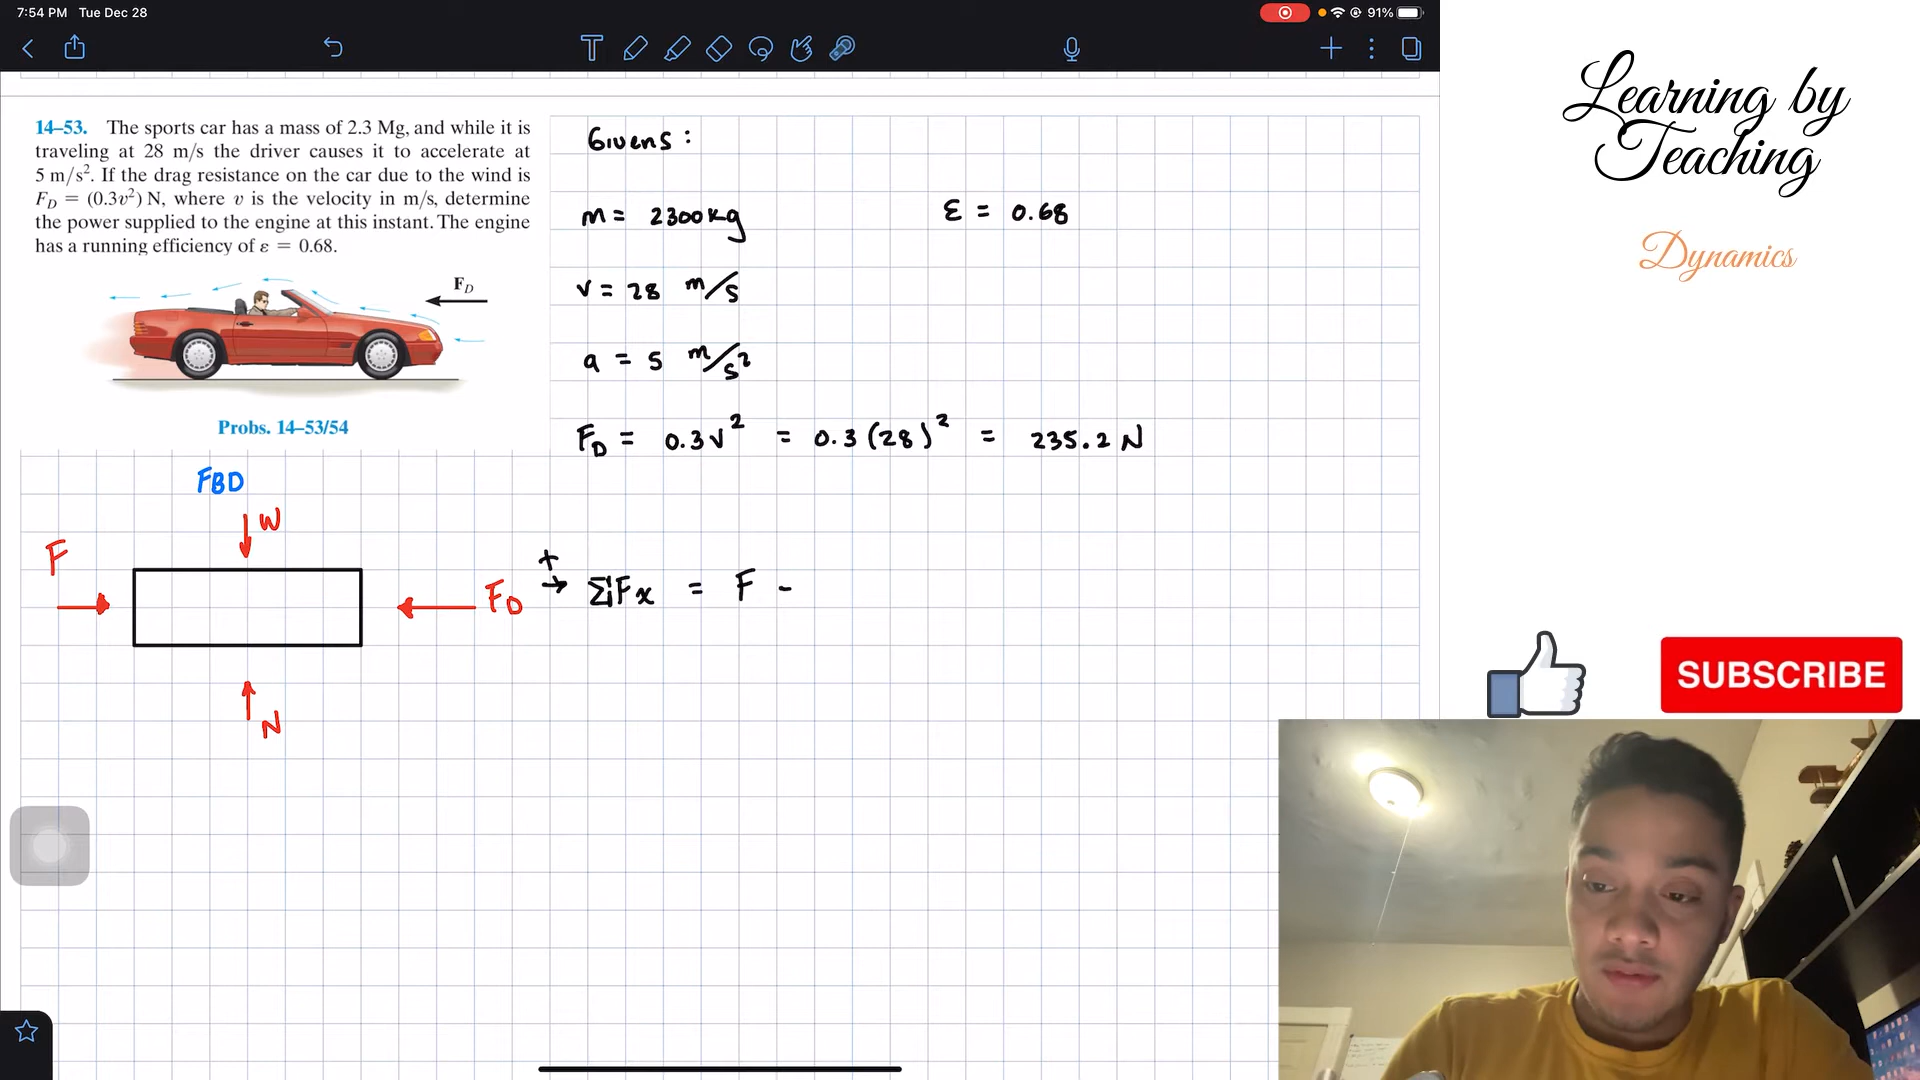 7:54 PM Tue Dec 28
91%
14–53. The sports car has a mass of 2.3 Mg, and while it is
traveling at 28 m/s the driver causes it to accelerate at
5 m/s². If the drag resistance on the car due to the wind is
F_D = (0.3v²) N, where v is the velocity in m/s, determine
the power supplied to the engine at this instant. The engine
has a running efficiency of ε = 0.68.
F_D
Probs. 14–53/54
Givens:
m = 2300 kg
ε = 0.68
v = 28 m/s
a = 5 m/s²
F_D = 0.3v² = 0.3(28)² = 235.2 N
FBD
W
F
F_D
N
+
→ ΣFx = F -
Learning by
Teaching
Dynamics
SUBSCRIBE